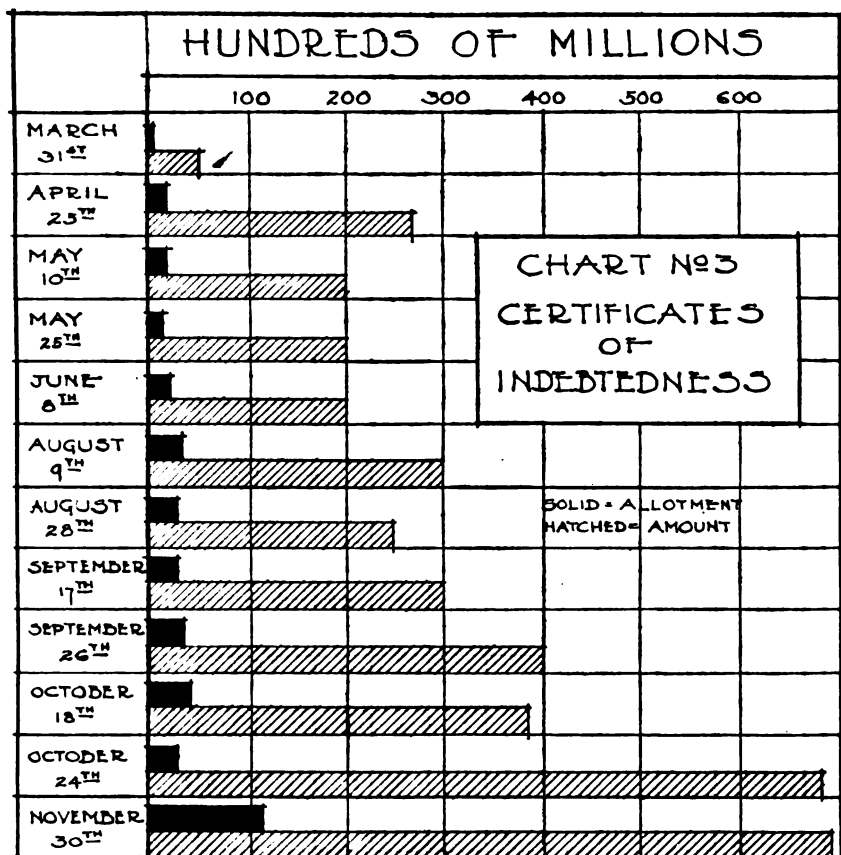 HUNDREDS OF MILLIONS
100 200 300 400 500 600
MARCH
31ST
APRIL
25TH
MAY
10TH
MAY
25TH
JUNE
8TH
AUGUST
9TH
AUGUST
28TH
SEPTEMBER
17TH
SEPTEMBER
26TH
OCTOBER
18TH
OCTOBER
24TH
NOVEMBER
30TH
CHART No3
CERTIFICATES
OF
INDEBTEDNESS
SOLID = ALLOTMENT
HATCHED = AMOUNT